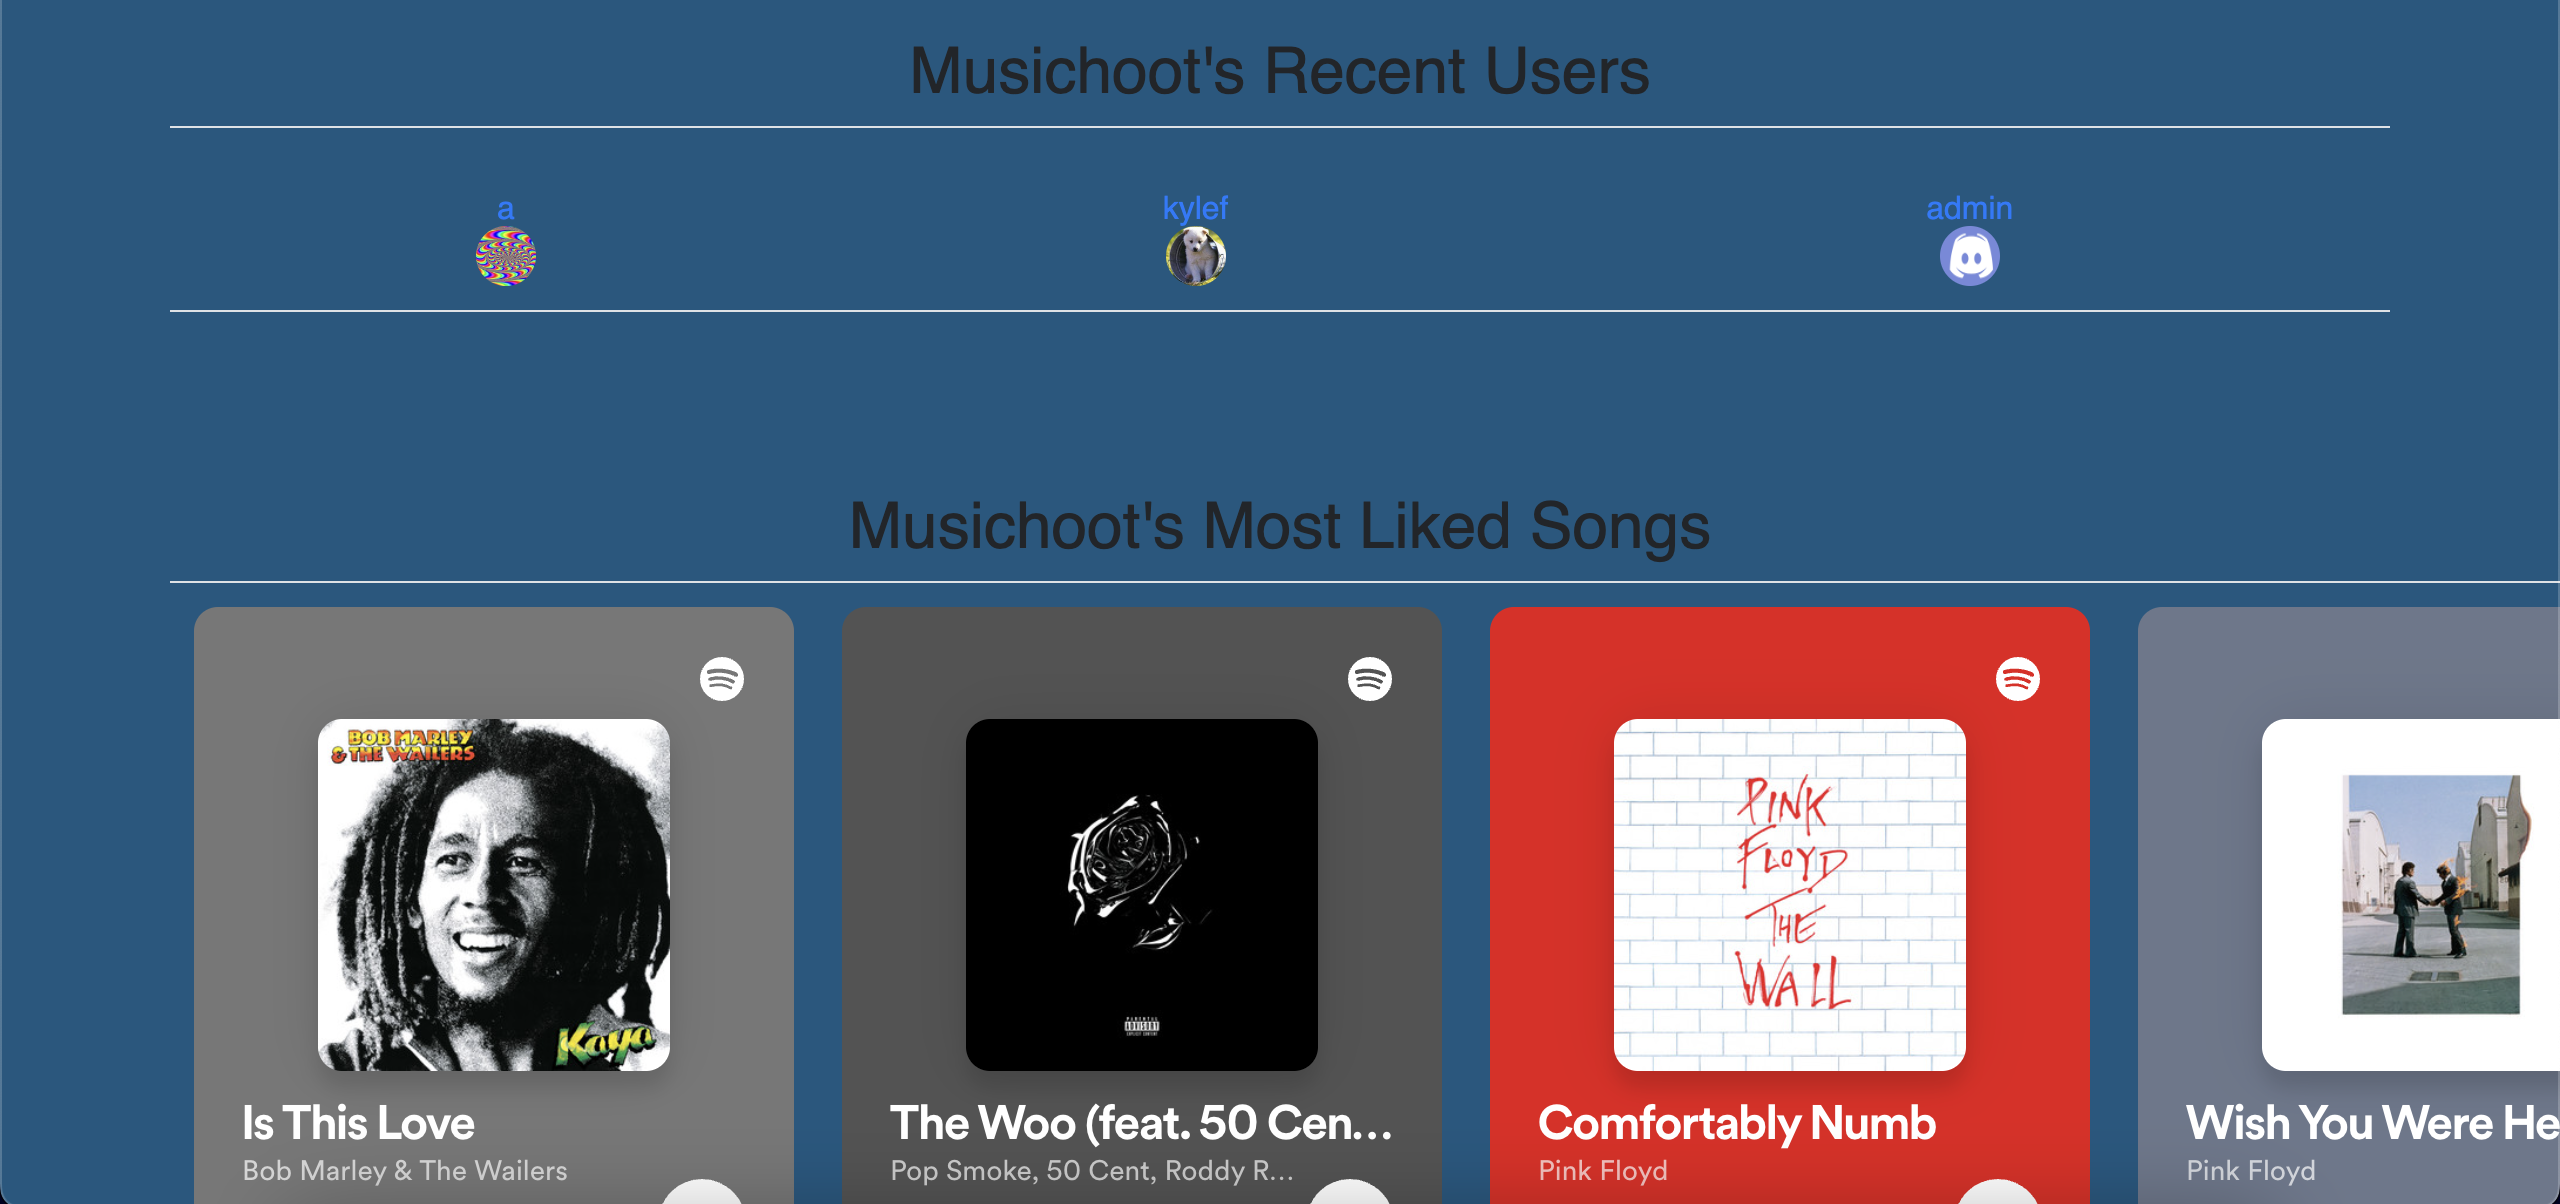 Musichoot's Recent Users
a
kylef
admin
Musichoot's Most Liked Songs
BOB MARLEY
& THE WAILERS
Kaya
PARENTAL
ADVISORY
EXPLICIT CONTENT
PINK
FLOYD
THE
WALL
Is This Love
Bob Marley & The Wailers
The Woo (feat. 50 Cen...
Pop Smoke, 50 Cent, Roddy R...
Comfortably Numb
Pink Floyd
Wish You Were He
Pink Floyd